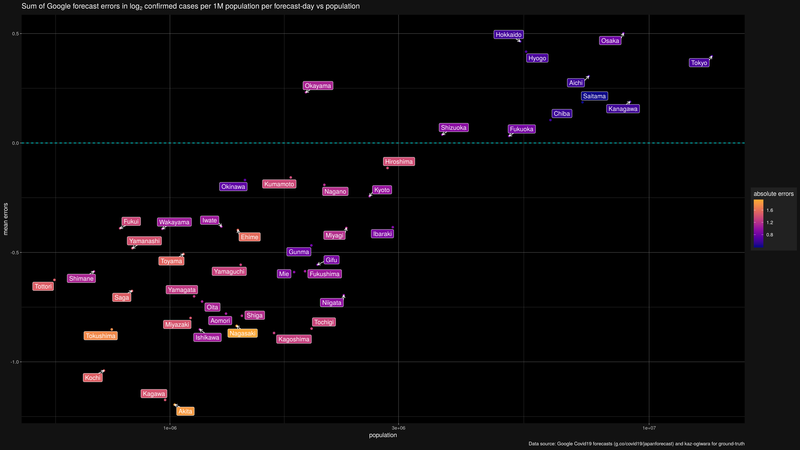 Sum of Google forecast errors in log2 confirmed cases per 1M population per forecast-day vs population
0.5
Hokkaido
Osaka
Hyogo
Tokyo
Aichi
Okayama
Saitama
Kanagawa
Chiba
Shizuoka
Fukuoka
0.0
Hiroshima
Okinawa
Kumamoto
Nagano
Kyoto
mean errors
absolute errors
1.6
1.2
0.8
Fukui
Wakayama
Iwate
Yamanashi
Ehime
Miyagi
Ibaraki
-0.5
Toyama
Gunma
Gifu
Shimane
Yamaguchi
Mie
Fukushima
Tottori
Saga
Yamagata
Niigata
Oita
Miyazaki
Aomori
Shiga
Tochigi
Tokushima
Ishikawa
Nagasaki
Kagoshima
-1.0
Kochi
Kagawa
Akita
1e+06
3e+06
1e+07
population
Data source: Google Covid19 forecasts (g.co/covid19/japanforecast) and kaz-ogiwara for ground-truth